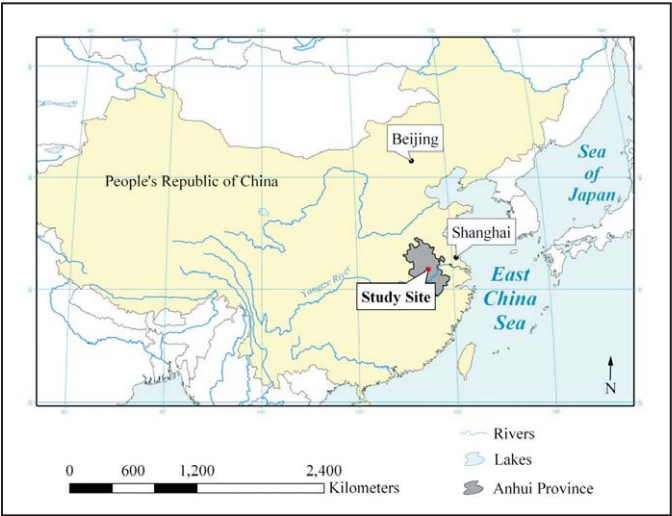 Beijing
Sea
of
Japan
People's Republic of China
Shanghai
Yangze River
Study Site
East
China
Sea
N
Rivers
0 600 1,200 2,400
Kilometers
Lakes
Anhui Province